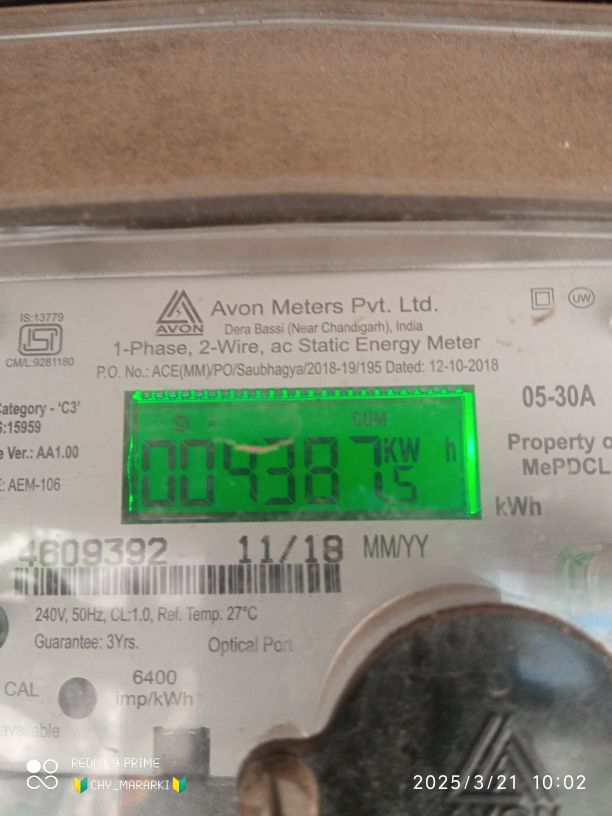 IS:13779
CM/L:9281180
AVON
Avon Meters Pvt. Ltd.
Dera Bassi (Near Chandigarh), India
1-Phase, 2-Wire, ac Static Energy Meter
P.O. No.: ACE(MM)/PO/Saubhagya/2018-19/195 Dated: 12-10-2018
UW
Category - 'C3'
:15959
e Ver.: AA1.00
: AEM-106
CUM
004387.5
KW h
05-30A
Property o
MePDCL
kWh
4609392 11/18 MM/YY
240V, 50Hz, CL:1.0, Ref. Temp. 27°C
Guarantee: 3Yrs. Optical Port
CAL
6400
imp/kWh
available
AVON
REDMI 9 PRIME
🔰CHY_MARARKI🔰
2025/3/21 10:02